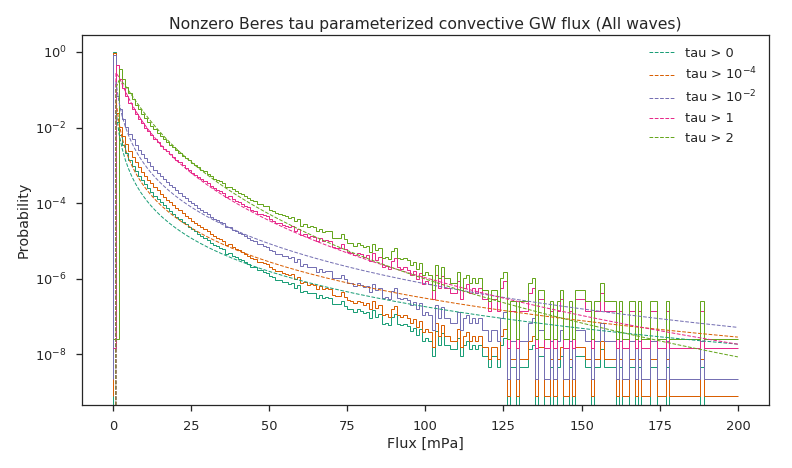 Nonzero Beres tau parameterized convective GW flux (All waves)
Probability
10⁰
10⁻²
10⁻⁴
10⁻⁶
10⁻⁸
tau > 0
tau > 10⁻⁴
tau > 10⁻²
tau > 1
tau > 2
0 25 50 75 100 125 150 175 200
Flux [mPa]